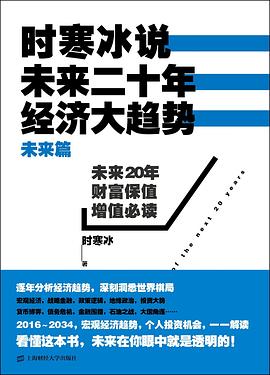 时寒冰说
未来二十年
经济大趋势
未来篇
未来20年
财富保值
增值必读
时寒冰
著
of the next 20 years
逐年分析经济趋势，深刻洞悉世界棋局
宏观经济，战略金融，政策逻辑，地缘政治，投资大势
货币博弈，债务危机，金融围猎，石油之战，大国角逐……
2016~2034，宏观经济趋势，个人投资机会，一一解读
看懂这本书，未来在你眼中就是透明的！
上海财经大学出版社